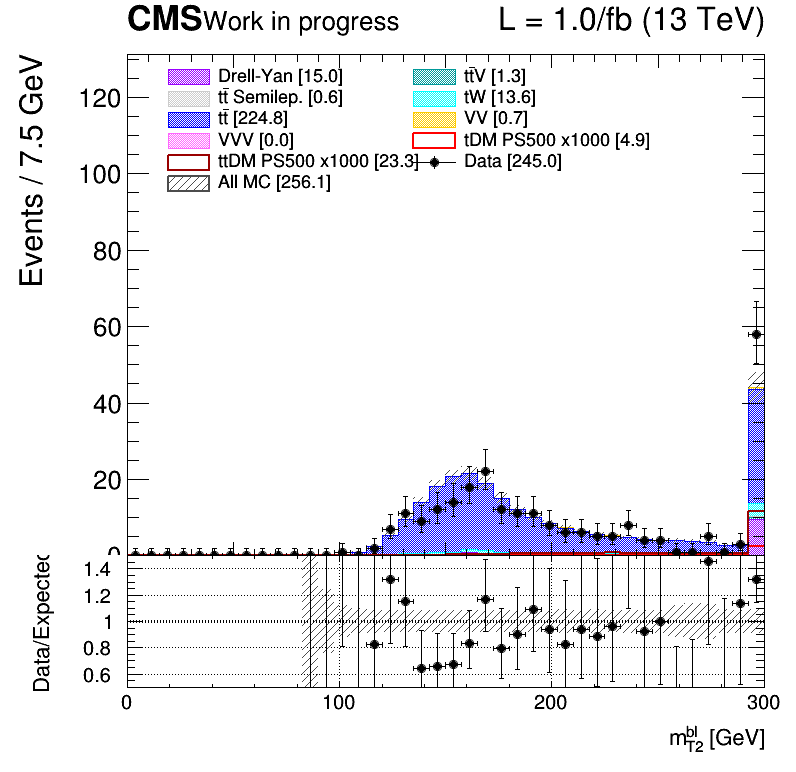 CMS Work in progress L = 1.0/fb (13 TeV)
Events / 7.5 GeV
120
100
80
60
40
20
0
Drell-Yan [15.0]
tt̄ Semilep. [0.6]
tt̄ [224.8]
VVV [0.0]
ttDM PS500 x1000 [23.3]
All MC [256.1]
tt̄V [1.3]
tW [13.6]
VV [0.7]
tDM PS500 x1000 [4.9]
Data [245.0]
Data/Expected
1.4
1.2
1
0.8
0.6
0 100 200 300
m_{T2}^{bl} [GeV]